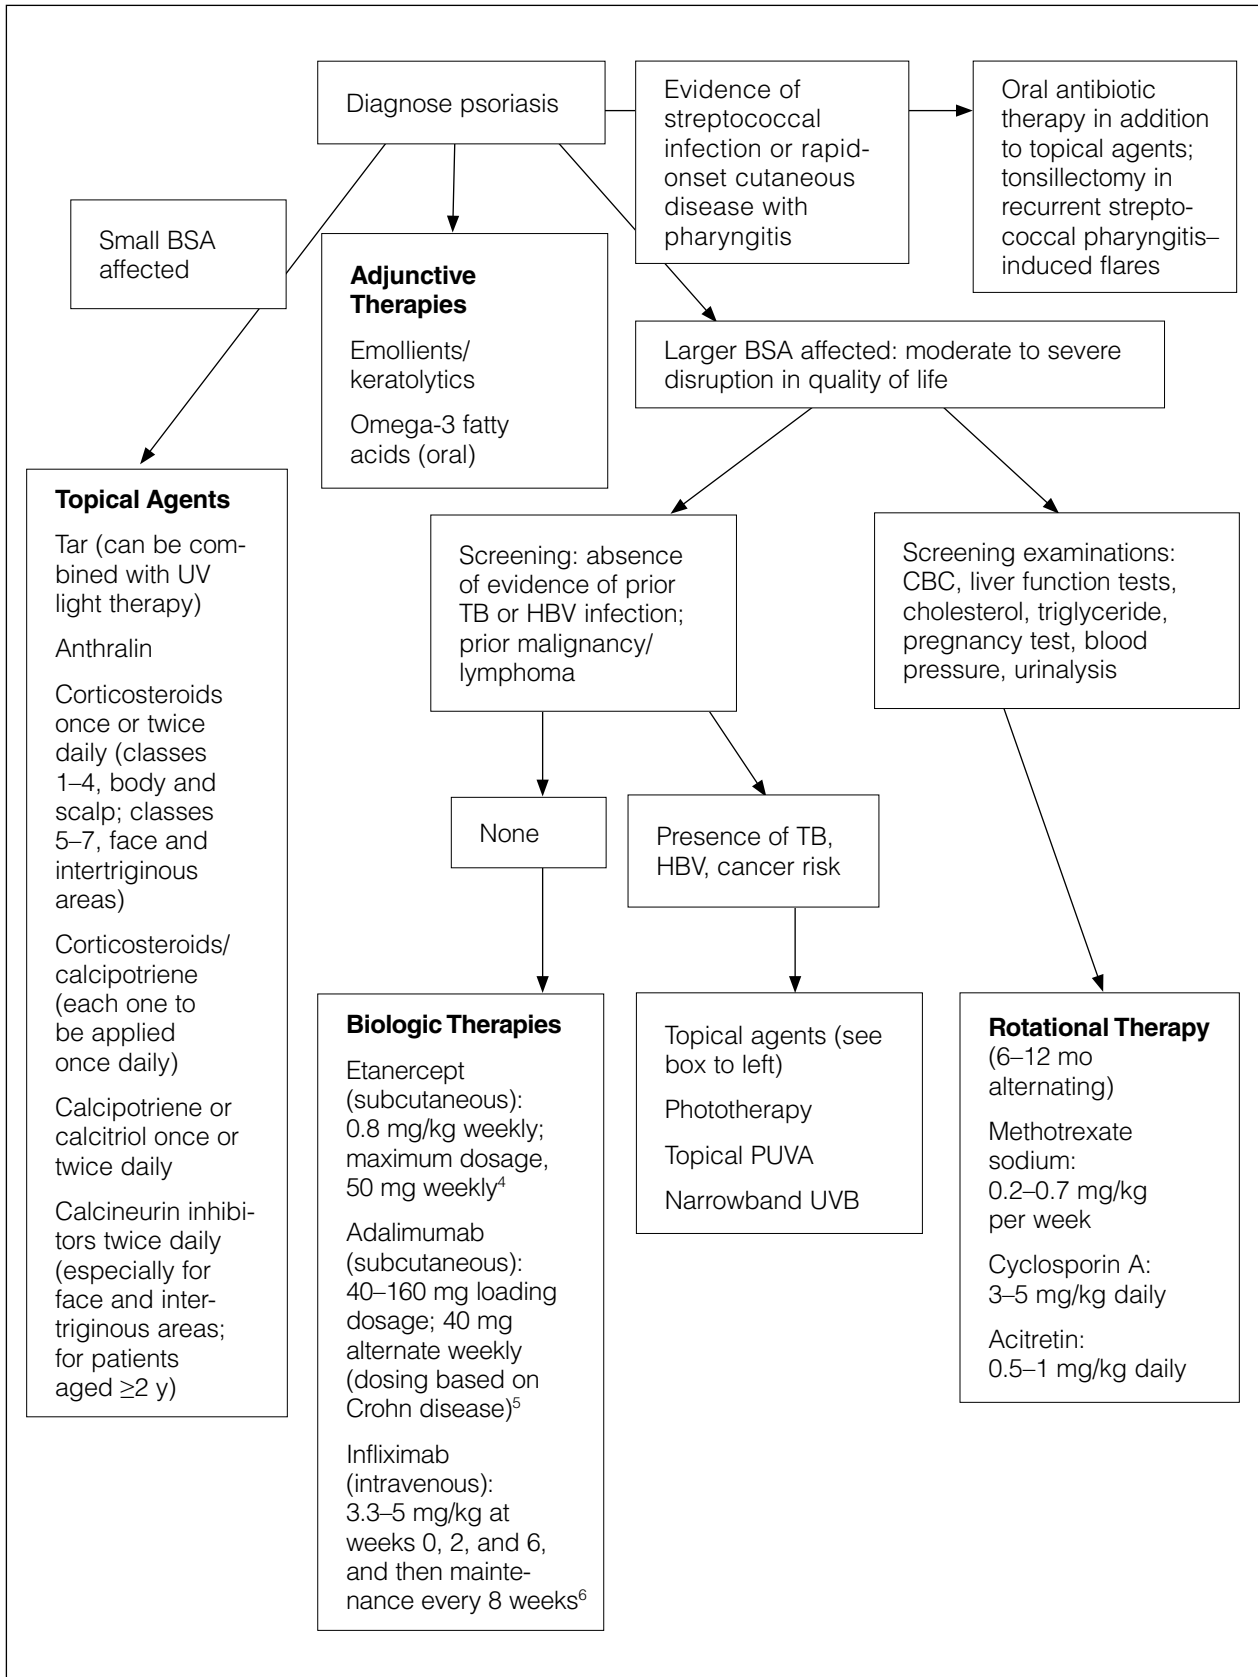 Diagnose psoriasis
Evidence of
streptococcal
infection or rapid-
onset cutaneous
disease with
pharyngitis
Oral antibiotic
therapy in addition
to topical agents;
tonsillectomy in
recurrent strepto-
coccal pharyngitis–
induced flares
Small BSA
affected
Adjunctive
Therapies
Emollients/
keratolytics
Omega-3 fatty
acids (oral)
Larger BSA affected: moderate to severe
disruption in quality of life
Topical Agents
Tar (can be com-
bined with UV
light therapy)
Anthralin
Corticosteroids
once or twice
daily (classes
1–4, body and
scalp; classes
5–7, face and
intertriginous
areas)
Corticosteroids/
calcipotriene
(each one to
be applied
once daily)
Calcipotriene or
calcitriol once or
twice daily
Calcineurin inhibi-
tors twice daily
(especially for
face and inter-
triginous areas;
for patients
aged ≥2 y)
Screening: absence
of evidence of prior
TB or HBV infection;
prior malignancy/
lymphoma
Screening examinations:
CBC, liver function tests,
cholesterol, triglyceride,
pregnancy test, blood
pressure, urinalysis
None
Presence of TB,
HBV, cancer risk
Biologic Therapies
Etanercept
(subcutaneous):
0.8 mg/kg weekly;
maximum dosage,
50 mg weekly⁴
Adalimumab
(subcutaneous):
40–160 mg loading
dosage; 40 mg
alternate weekly
(dosing based on
Crohn disease)⁵
Infliximab
(intravenous):
3.3–5 mg/kg at
weeks 0, 2, and 6,
and then mainte-
nance every 8 weeks⁶
Topical agents (see
box to left)
Phototherapy
Topical PUVA
Narrowband UVB
Rotational Therapy
(6–12 mo
alternating)
Methotrexate
sodium:
0.2–0.7 mg/kg
per week
Cyclosporin A:
3–5 mg/kg daily
Acitretin:
0.5–1 mg/kg daily